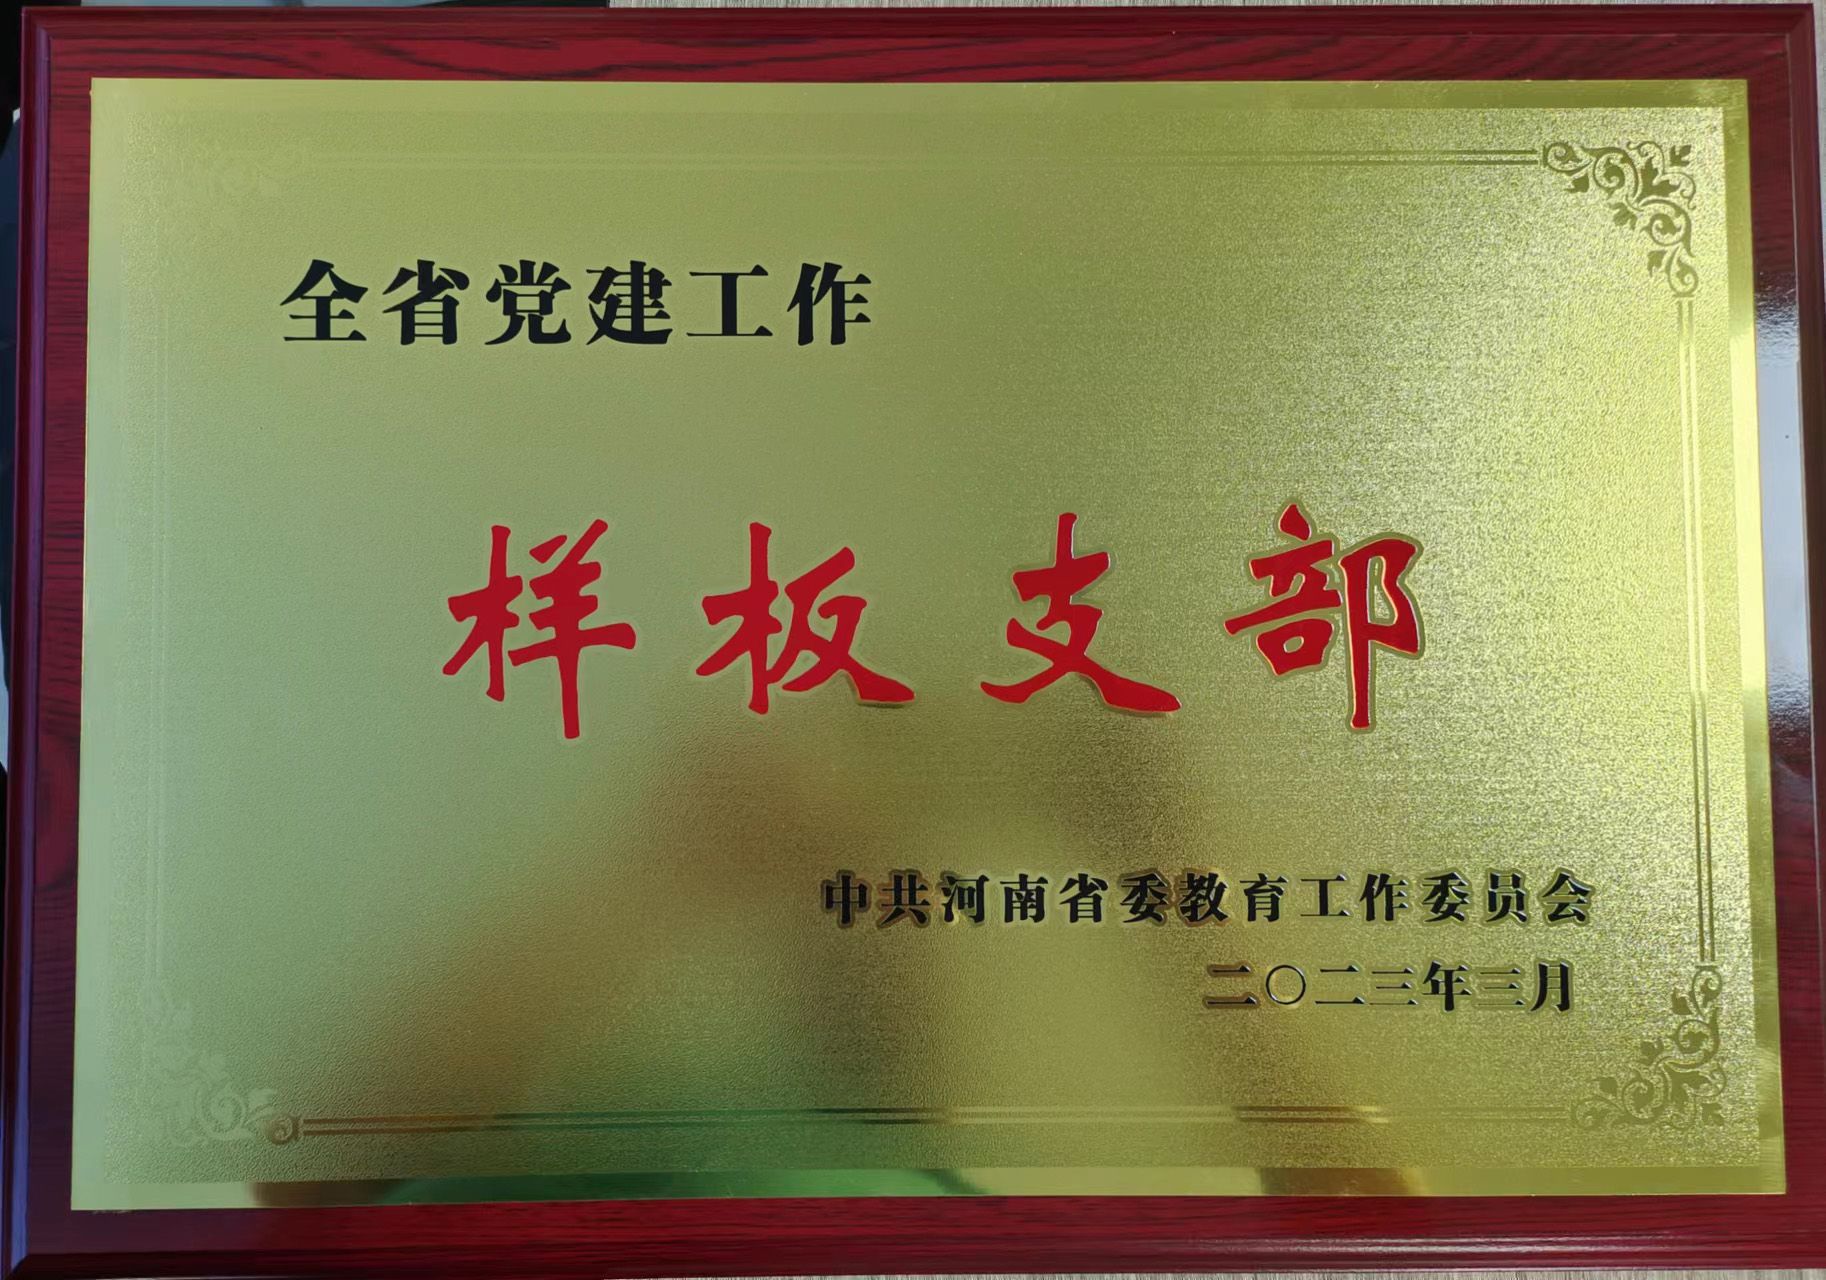 全省党建工作
样板支部
中共河南省委教育工作委员会
二〇二三年三月